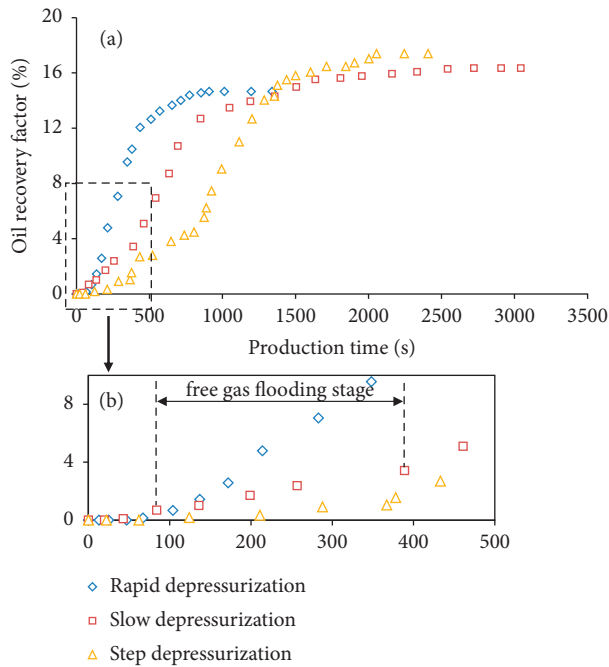 20
(a)
16
12
8
4
0
Oil recovery factor (%)
0 500 1000 1500 2000 2500 3000 3500
Production time (s)
(b)
free gas flooding stage
8
4
0
0 100 200 300 400 500
Rapid depressurization
Slow depressurization
Step depressurization